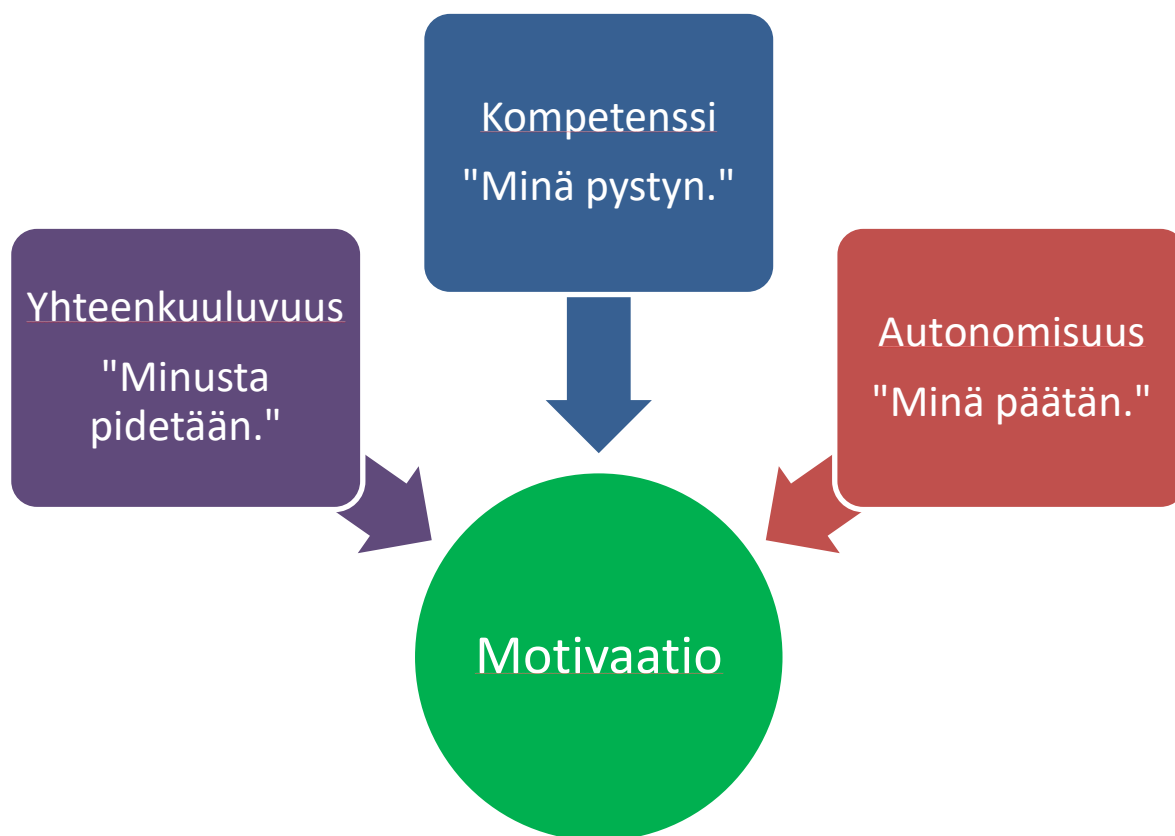 Kompetenssi
"Minä pystyn."
Yhteenkuuluvuus
"Minusta
pidetään."
Autonomisuus
"Minä päätän."
Motivaatio